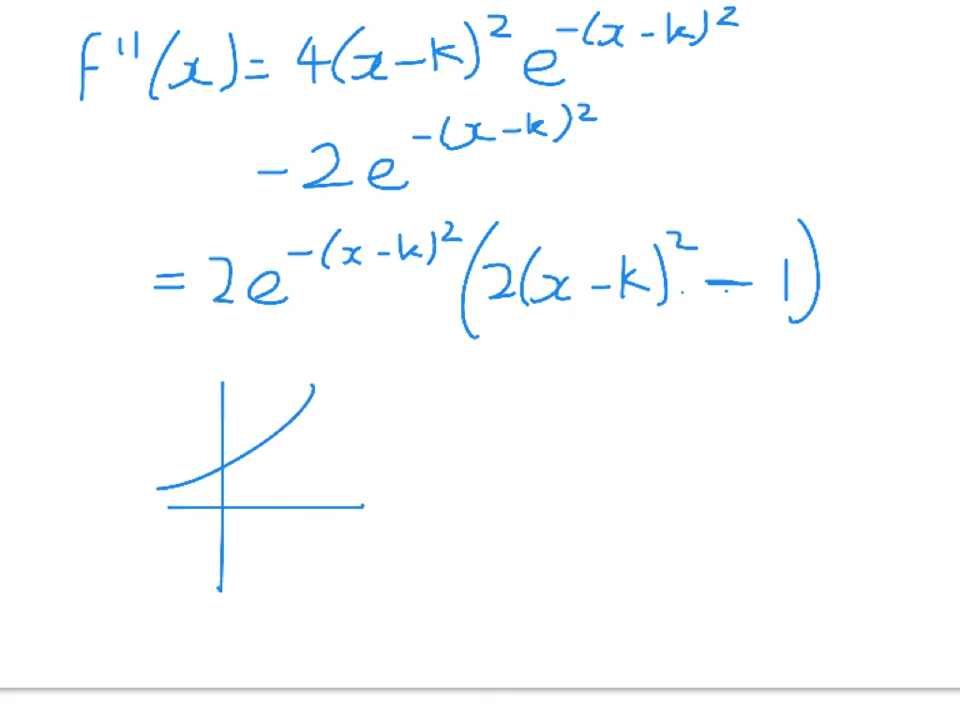 f''(x) = 4(x-k)² e^{-(x-k)²}
- 2e^{-(x-k)²}
= 2e^{-(x-k)²} (2(x-k)² - 1)